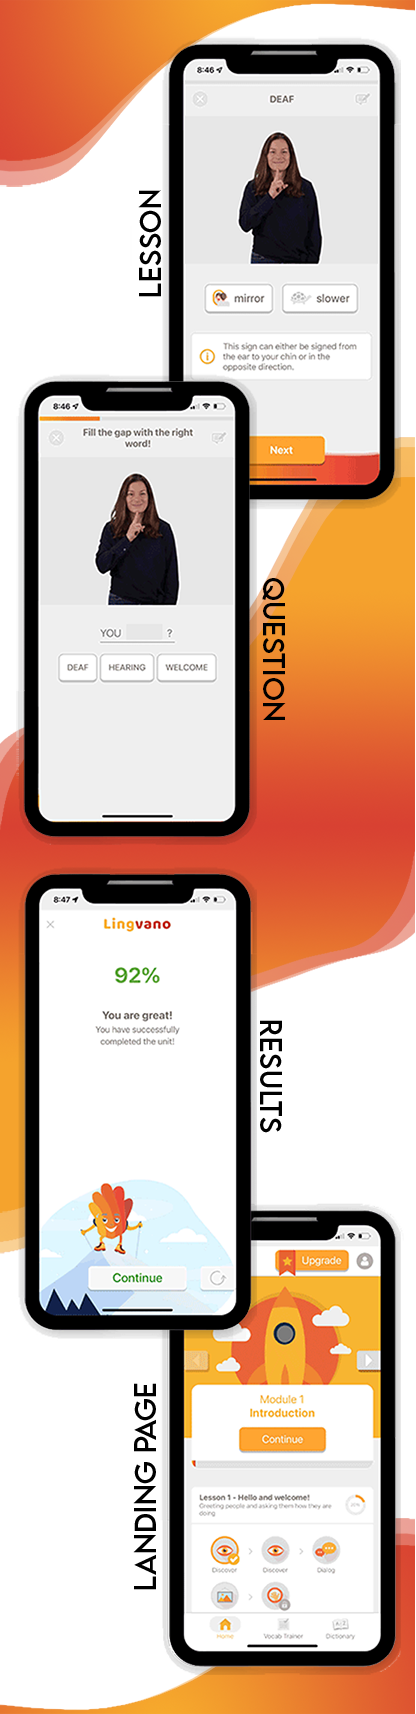 8:46
DEAF
LESSON
mirror
slower
This sign can either be signed from
the ear to your chin or in the
opposite direction.
Next
8:46
Fill the gap with the right
word!
YOU ?
DEAF
HEARING
WELCOME
QUESTION
8:47
Lingvano
92%
You are great!
You have successfully
completed the unit!
Continue
RESULTS
Upgrade
Module 1
Introduction
Continue
LANDING PAGE
Lesson 1 - Hello and welcome!
Greeting people and asking them how they are
doing
Discover
Discover
Dialog
Home
Vocab Trainer
Dictionary